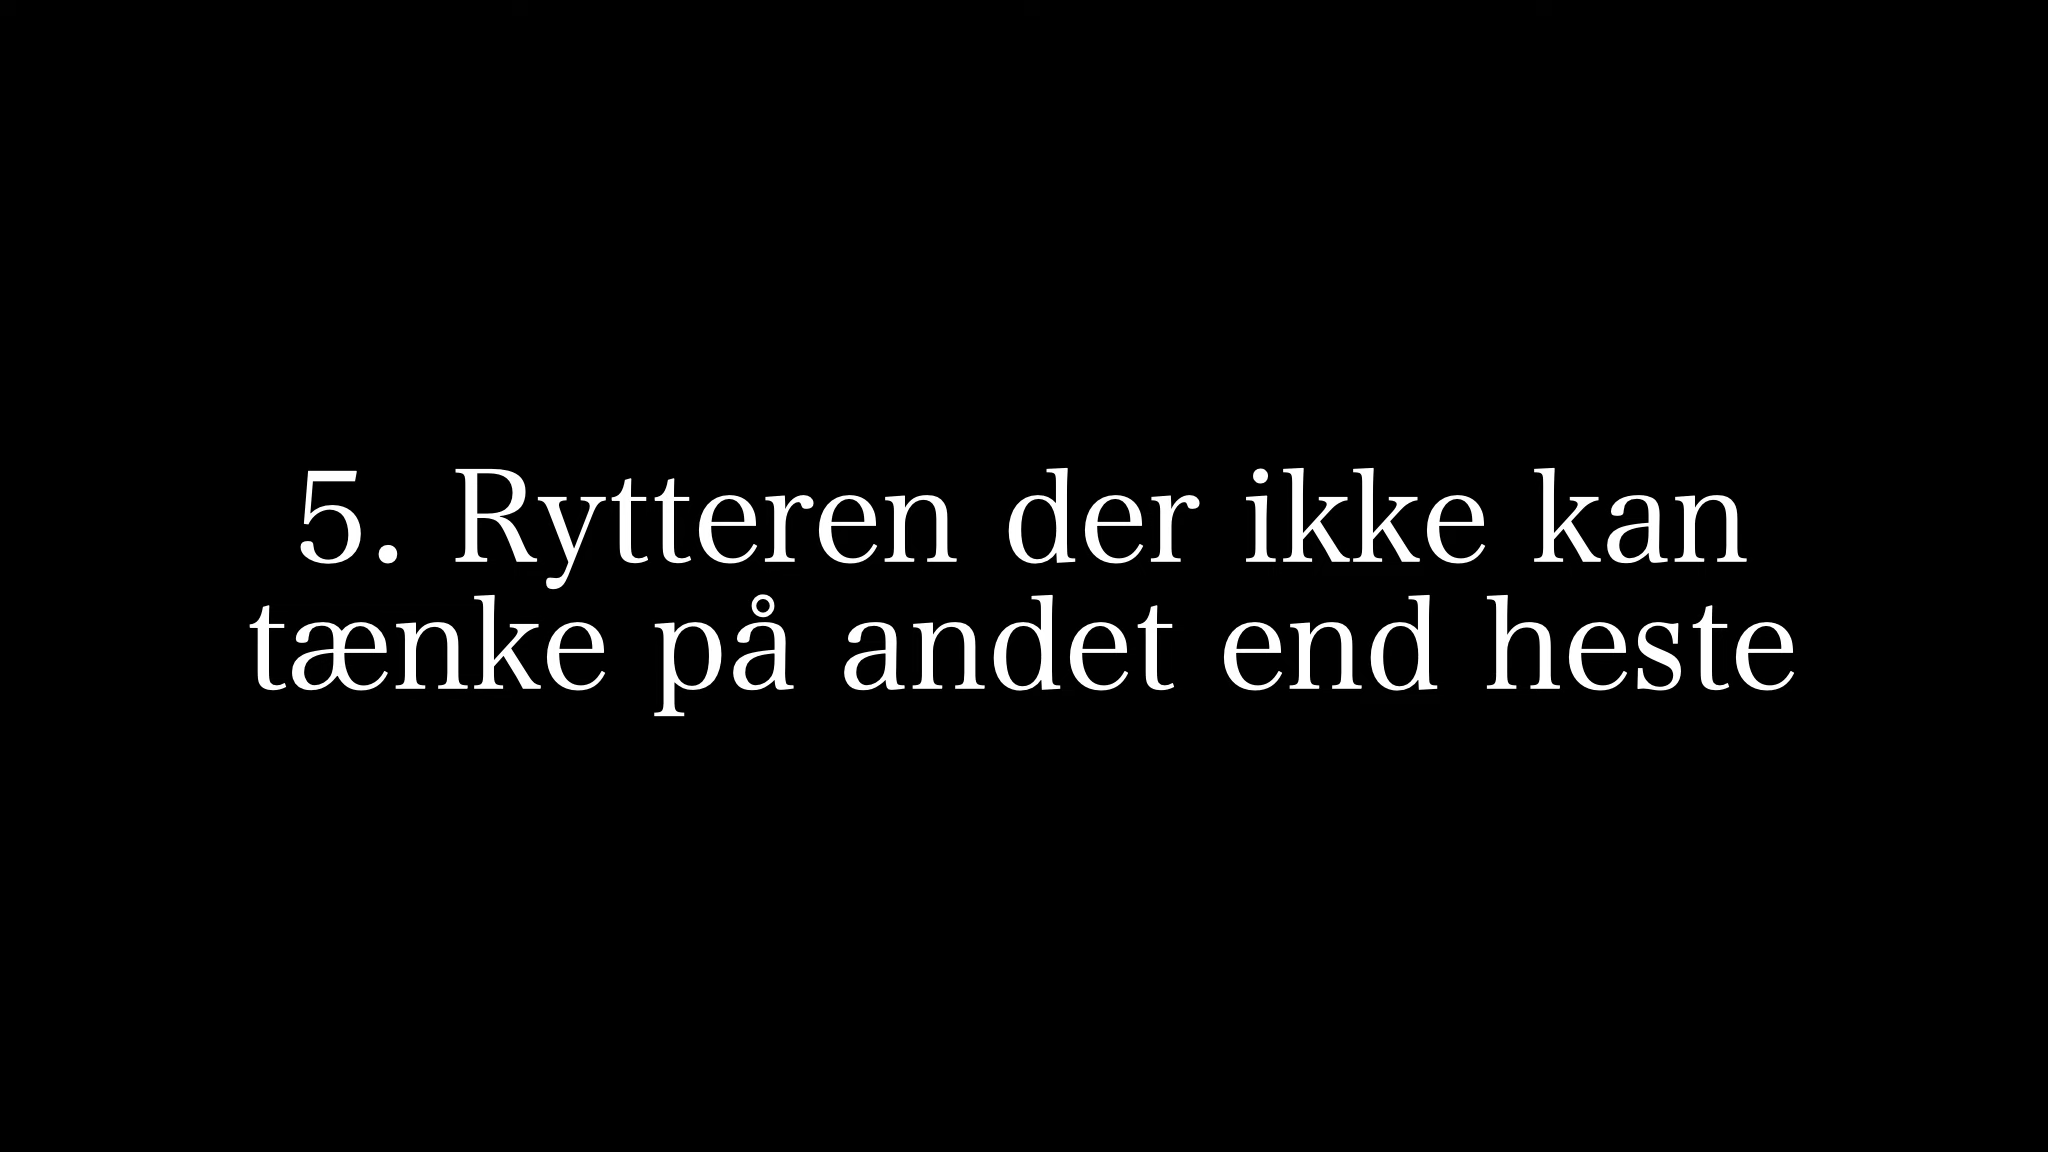 5. Rytteren der ikke kan
tænke på andet end heste